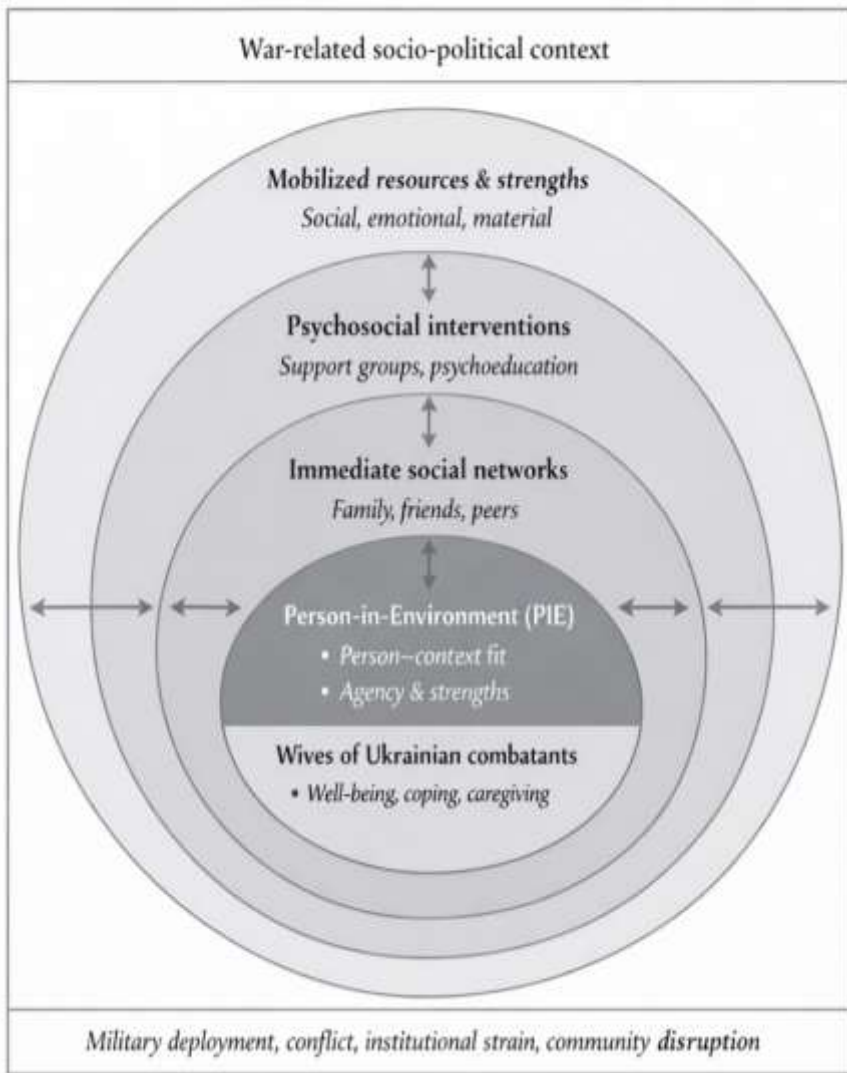 War-related socio-political context
Mobilized resources & strengths
Social, emotional, material
Psychosocial interventions
Support groups, psychoeducation
Immediate social networks
Family, friends, peers
Person-in-Environment (PIE)
• Person–context fit
• Agency & strengths
Wives of Ukrainian combatants
• Well-being, coping, caregiving
Military deployment, conflict, institutional strain, community disruption